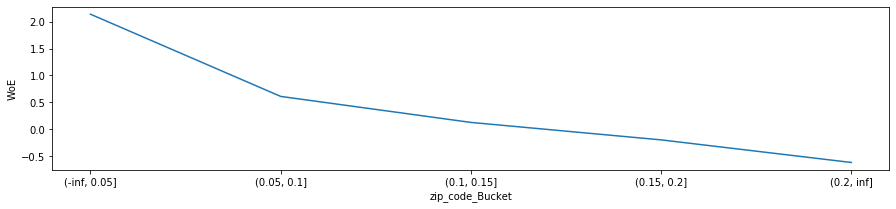 2.0
1.5
1.0
0.5
0.0
−0.5
WoE
(-inf, 0.05]
(0.05, 0.1]
(0.1, 0.15]
(0.15, 0.2]
(0.2, inf]
zip_code_Bucket